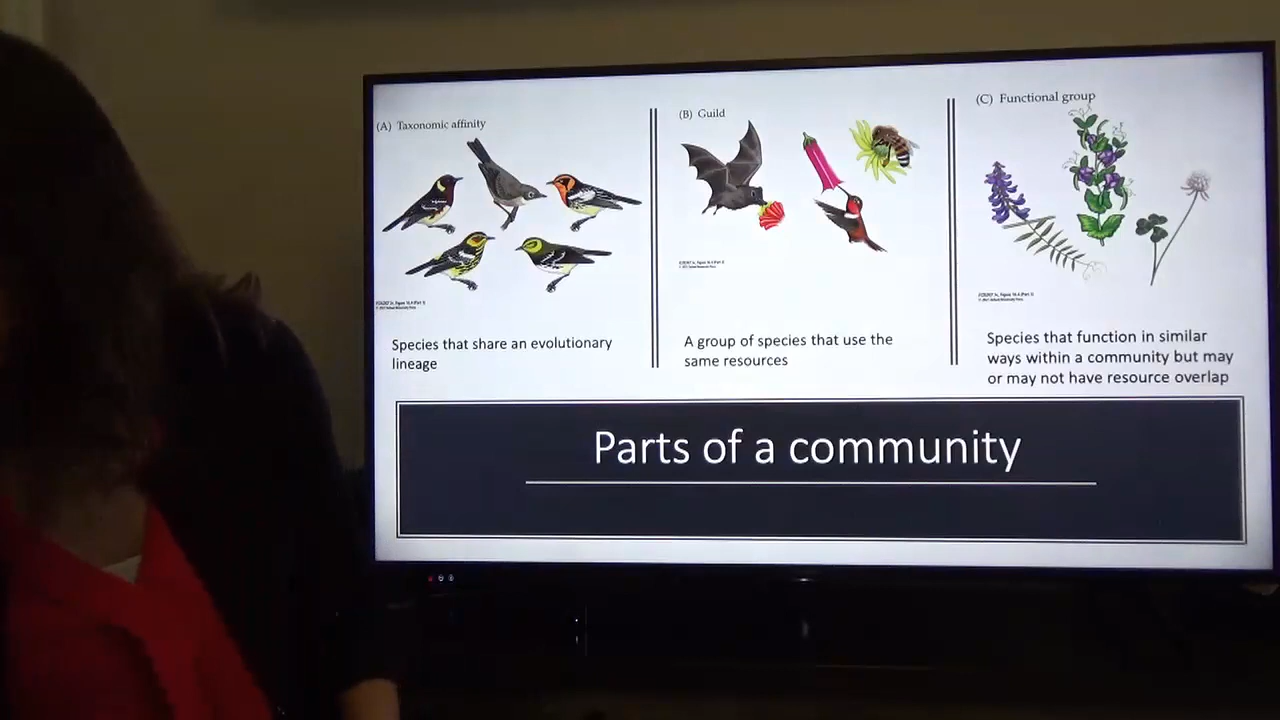 (A) Taxonomic affinity
(B) Guild
(C) Functional group
Species that share an evolutionary
lineage
A group of species that use the
same resources
Species that function in similar
ways within a community but may
or may not have resource overlap
Parts of a community